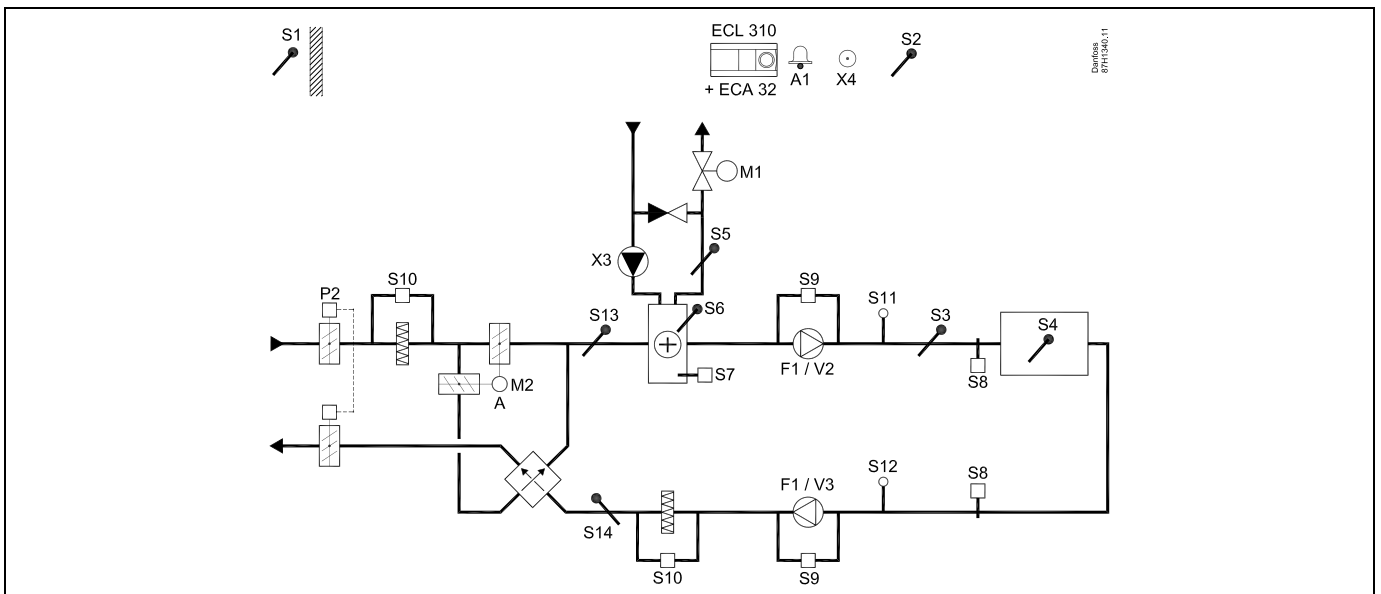 S1
ECL 310
+ ECA 32
A1
X4
S2
Danfoss
87H1340.11
M1
S5
X3
P2
S10
S13
S6
S9
S11
S3
S4
F1 / V2
S7
S8
M2
A
S14
S10
F1 / V3
S9
S12
S8